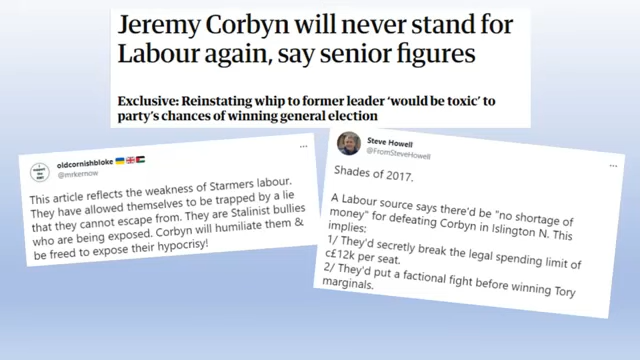 Jeremy Corbyn will never stand for
Labour again, say senior figures
Exclusive: Reinstating whip to former leader ‘would be toxic’ to
party’s chances of winning general election
oldcornishbloke
@mrkernow
This article reflects the weakness of Starmers labour.
They have allowed themselves to be trapped by a lie
that they cannot escape from. They are Stalinist bullies
who are being exposed. Corbyn will humiliate them &
be freed to expose their hypocrisy!
Steve Howell
@FromSteveHowell
Shades of 2017.
A Labour source says there'd be "no shortage of
money" for defeating Corbyn in Islington N. This
implies:
1/ They'd secretly break the legal spending limit of
c£12k per seat.
2/ They'd put a factional fight before winning Tory
marginals.